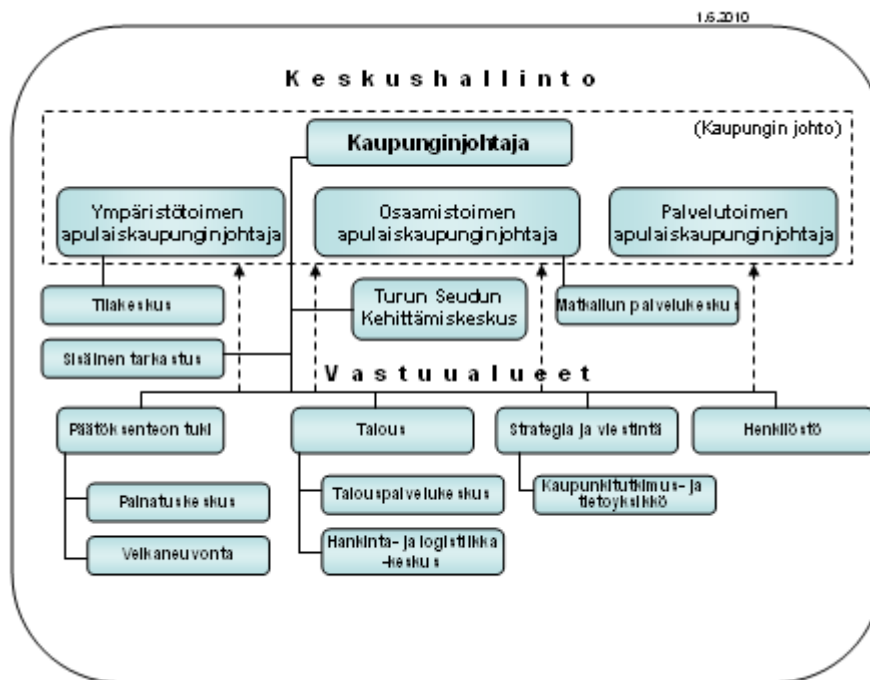 1.6.2010
Keskushallinto
(Kaupungin johto)
Kaupunginjohtaja
Ympäristötoimen
apulaiskaupunginjohtaja
Osaamistoimen
apulaiskaupunginjohtaja
Palvelutoimen
apulaiskaupunginjohtaja
Tilakeskus
Turun Seudun
Kehittämiskeskus
Matkailun palvelukeskus
Sisäinen tarkastus
Vastuualueet
Päätöksenteon tuki
Talous
Strategia ja viestintä
Henkilöstö
Painatuskeskus
Talouspalvelukeskus
Kaupunkitutkimus- ja
tietoyksikkö
Velkaneuvonta
Hankinta- ja logistiikka
-keskus